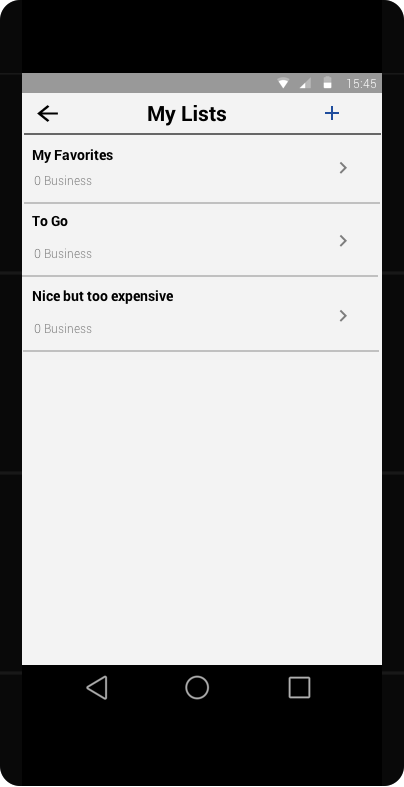 15:45
My Lists
My Favorites
0 Business
To Go
0 Business
Nice but too expensive
0 Business